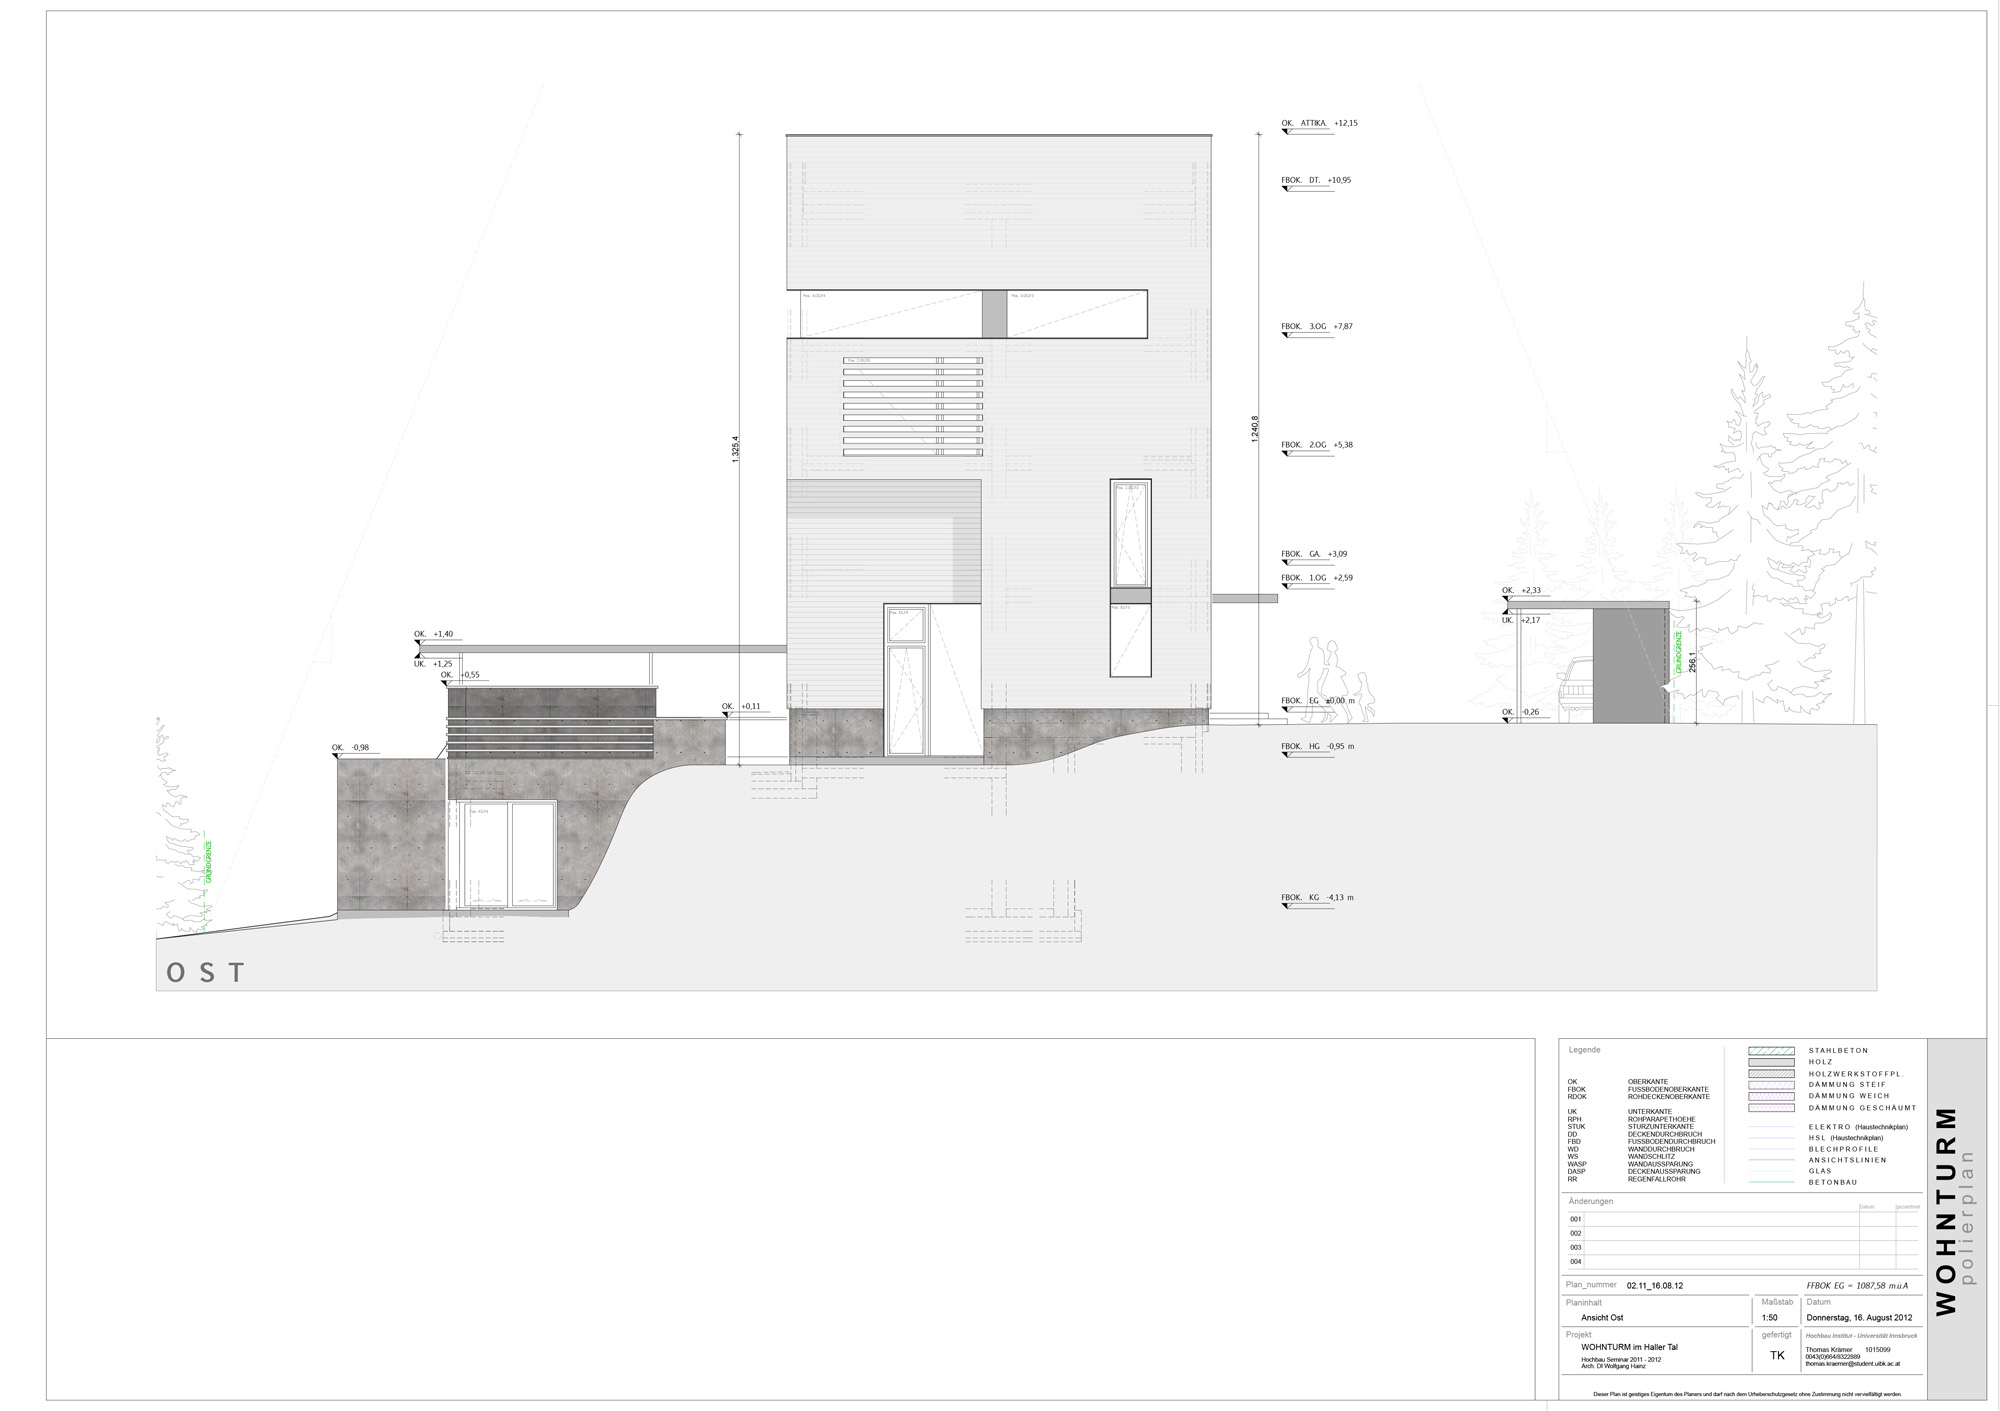 OK. ATTIKA. +12,15
FBOK. DT. +10,95
FBOK. 3.OG +7,87
1.325,4
1.240,8
FBOK. 2.OG +5,38
FBOK. GA. +3,09
FBOK. 1.OG +2,59
OK. +2,33
UK. +2,17
GRUNDGRENZE
256,1
OK. +1,40
UK. +1,25
OK. +0,55
OK. +0,11
FBOK. EG ±0,00 m
OK. -0,26
OK. -0,98
FBOK. HG -0,95 m
GRUNDGRENZE
FBOK. KG -4,13 m
OST
Legende
OK OBERKANTE
FBOK FUSSBODENOBERKANTE
RDOK ROHDECKENOBERKANTE
UK UNTERKANTE
RPH ROHPARAPETHOEHE
STUK STURZUNTERKANTE
DD DECKENDURCHBRUCH
FBD FUSSBODENDURCHBRUCH
WD WANDDURCHBRUCH
WS WANDSCHLITZ
WASP WANDAUSSPARUNG
DASP DECKENAUSSPARUNG
RR REGENFALLROHR
STAHLBETON
HOLZ
HOLZWERKSTOFFPL.
DÄMMUNG STEIF
DÄMMUNG WEICH
DÄMMUNG GESCHÄUMT
ELEKTRO (Haustechnikplan)
HSL (Haustechnikplan)
BLECHPROFILE
ANSICHTSLINIEN
GLAS
BETONBAU
Änderungen
Datum gezeichnet
001
002
003
004
Plan_nummer 02.11_16.08.12
FFBOK EG = 1087,58 m.ü.A
Planinhalt
Ansicht Ost
Maßstab
1:50
Datum
Donnerstag, 16. August 2012
Projekt
WOHNTURM im Haller Tal
Hochbau Seminar 2011 - 2012
Arch. DI Wolfgang Hainz
gefertigt
TK
Hochbau Institut - Universität Innsbruck
Thomas Krämer 1015099
0043(0)664/8322889
thomas.kraemer@student.uibk.ac.at
Dieser Plan ist geistiges Eigentum des Planers und darf nach dem Urheberschutzgesetz ohne Zustimmung nicht vervielfältigt werden.
WOHNTURM
polierplan